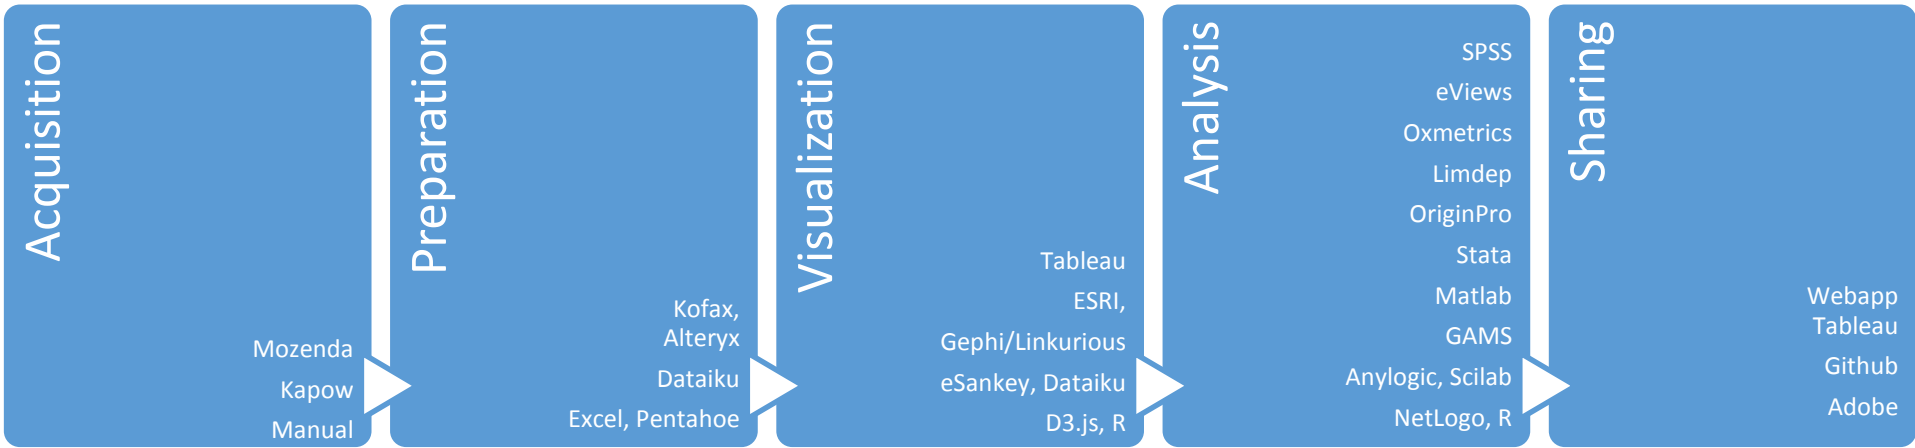 Acquisition
Mozenda
Kapow
Manual
Preparation
Kofax,
Alteryx
Dataiku
Excel, Pentahoe
Visualization
Tableau
ESRI,
Gephi/Linkurious
eSankey, Dataiku
D3.js, R
Analysis
SPSS
eViews
Oxmetrics
Limdep
OriginPro
Stata
Matlab
GAMS
Anylogic, Scilab
NetLogo, R
Sharing
Webapp
Tableau
Github
Adobe